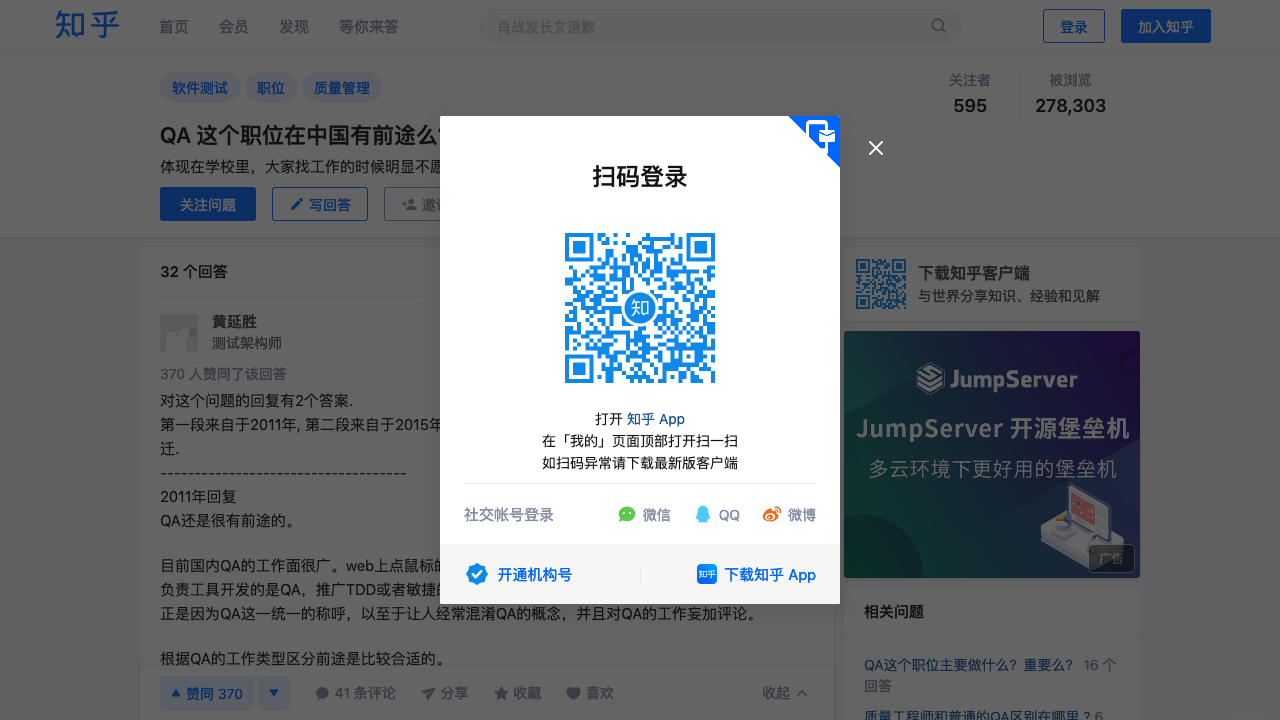 知乎
首页
会员
发现
等你来答
肖战发长文道歉
登录
加入知乎
软件测试
职位
质量管理
关注者
595
被浏览
278,303
QA 这个职位在中国有前途么
体现在学校里，大家找工作的时候明显不愿
关注问题
写回答
邀
32 个回答
黄延胜
测试架构师
370 人赞同了该回答
对这个问题的回复有2个答案.
第一段来自于2011年, 第二段来自于2015年
迁.
------------------------------------
2011年回复
QA还是很有前途的。
目前国内QA的工作面很广。web上点鼠标的
负责工具开发的是QA，推广TDD或者敏捷的
正是因为QA这一统一的称呼，以至于让人经常混淆QA的概念，并且对QA的工作妄加评论。
根据QA的工作类型区分前途是比较合适的。
赞同 370
41 条评论
分享
收藏
喜欢
收起
扫码登录
知
打开 知乎 App
在「我的」页面顶部打开扫一扫
如扫码异常请下载最新版客户端
社交帐号登录
微信
QQ
微博
开通机构号
知乎
下载知乎 App
下载知乎客户端
与世界分享知识、经验和见解
JumpServer
JumpServer 开源堡垒机
多云环境下更好用的堡垒机
广告
相关问题
QA这个职位主要做什么？重要么？ 16 个
回答
质量工程师和普通的QA区别在哪里？6